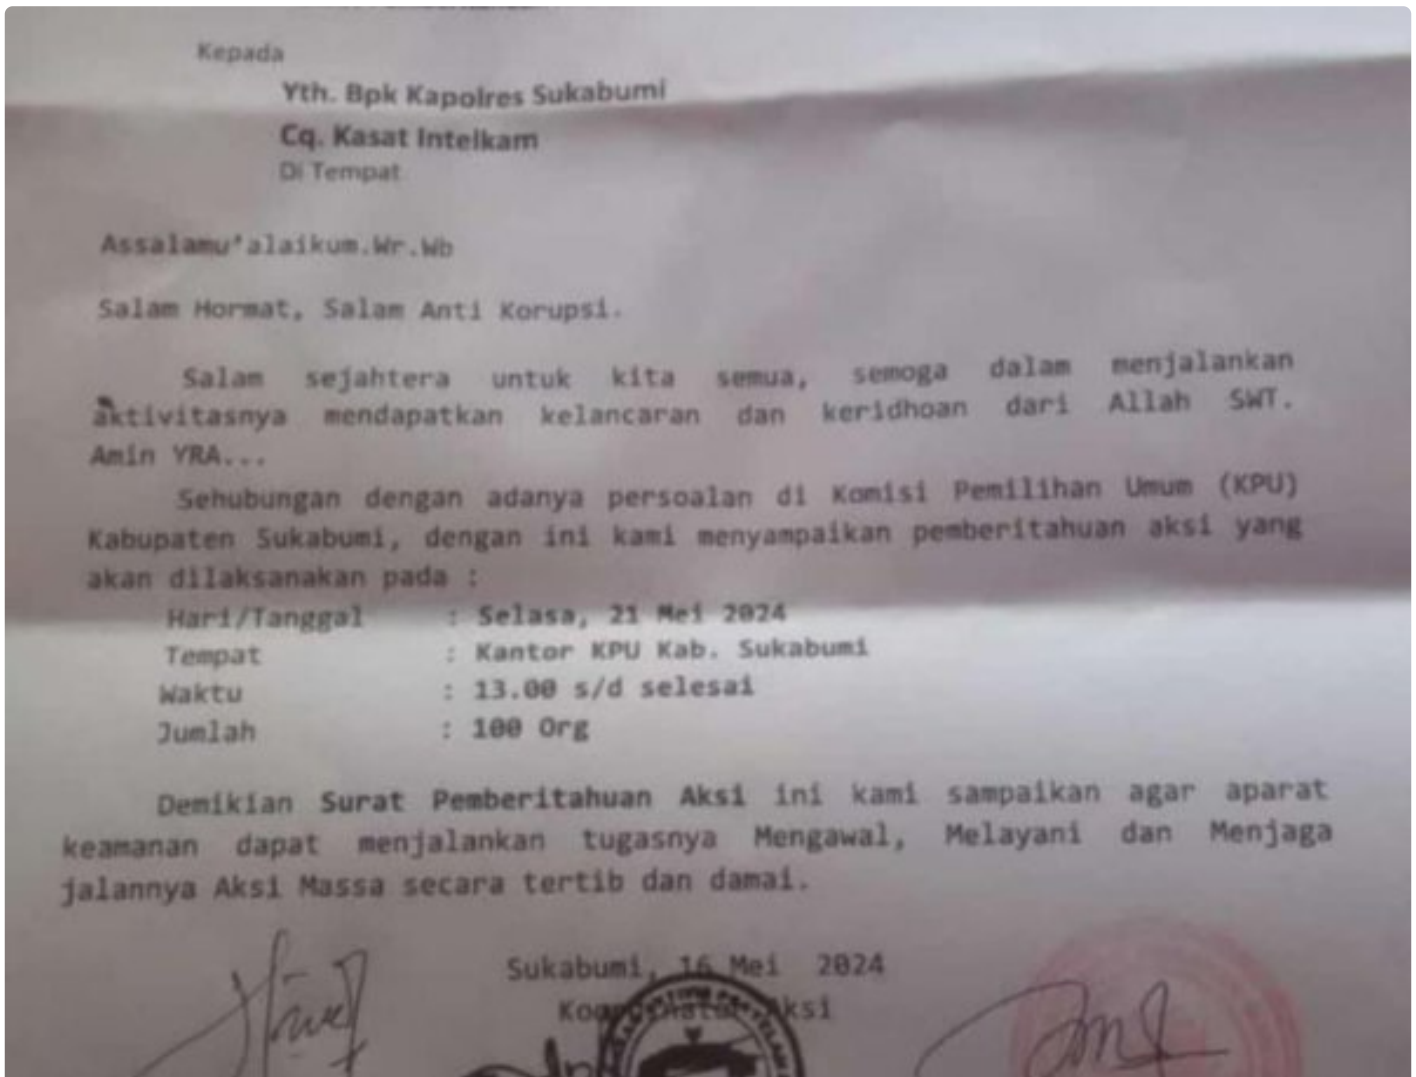 Kepada
Yth. Bpk Kapolres Sukabumi
Cq. Kasat Intelkam
Di Tempat
Assalamu'alaikum.Wr.Wb
Salam Hormat, Salam Anti Korupsi.
Salam sejahtera untuk kita semua, semoga dalam menjalankan
aktivitasnya mendapatkan kelancaran dan keridhoan dari Allah SWT.
Amin YRA...
Sehubungan dengan adanya persoalan di Komisi Pemilihan Umum (KPU)
Kabupaten Sukabumi, dengan ini kami menyampaikan pemberitahuan aksi yang
akan dilaksanakan pada :
Hari/Tanggal : Selasa, 21 Mei 2024
Tempat : Kantor KPU Kab. Sukabumi
Waktu : 13.00 s/d selesai
Jumlah : 100 Org
Demikian Surat Pemberitahuan Aksi ini kami sampaikan agar aparat
keamanan dapat menjalankan tugasnya Mengawal, Melayani dan Menjaga
jalannya Aksi Massa secara tertib dan damai.
Sukabumi, 16 Mei 2024
Koordinator Aksi